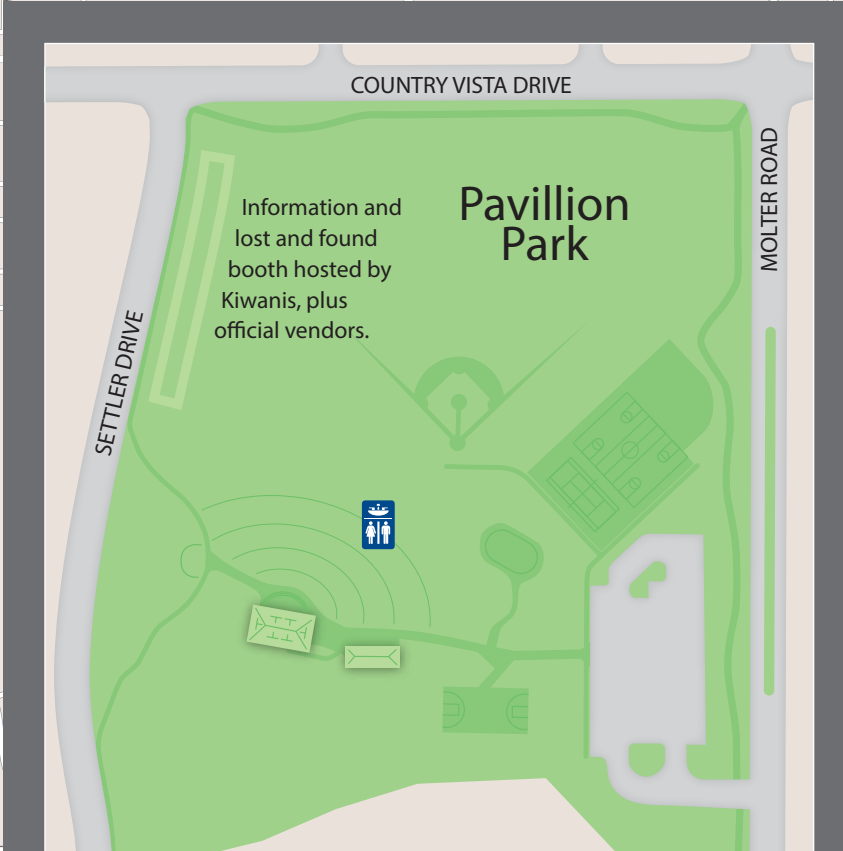 COUNTRY VISTA DRIVE
MOLTER ROAD
Pavillion
Park
Information and
lost and found
booth hosted by
Kiwanis, plus
official vendors.
SETTLER DRIVE